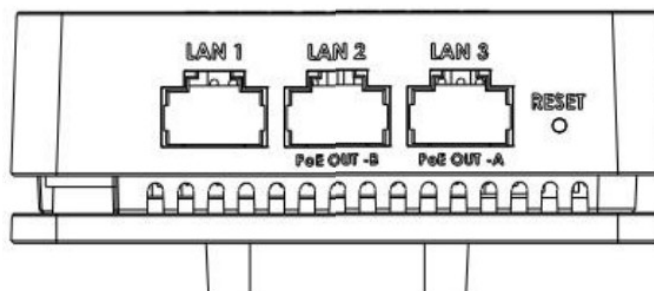 LAN 1 LAN 2 LAN 3
RESET
PoE OUT -B PoE OUT -A